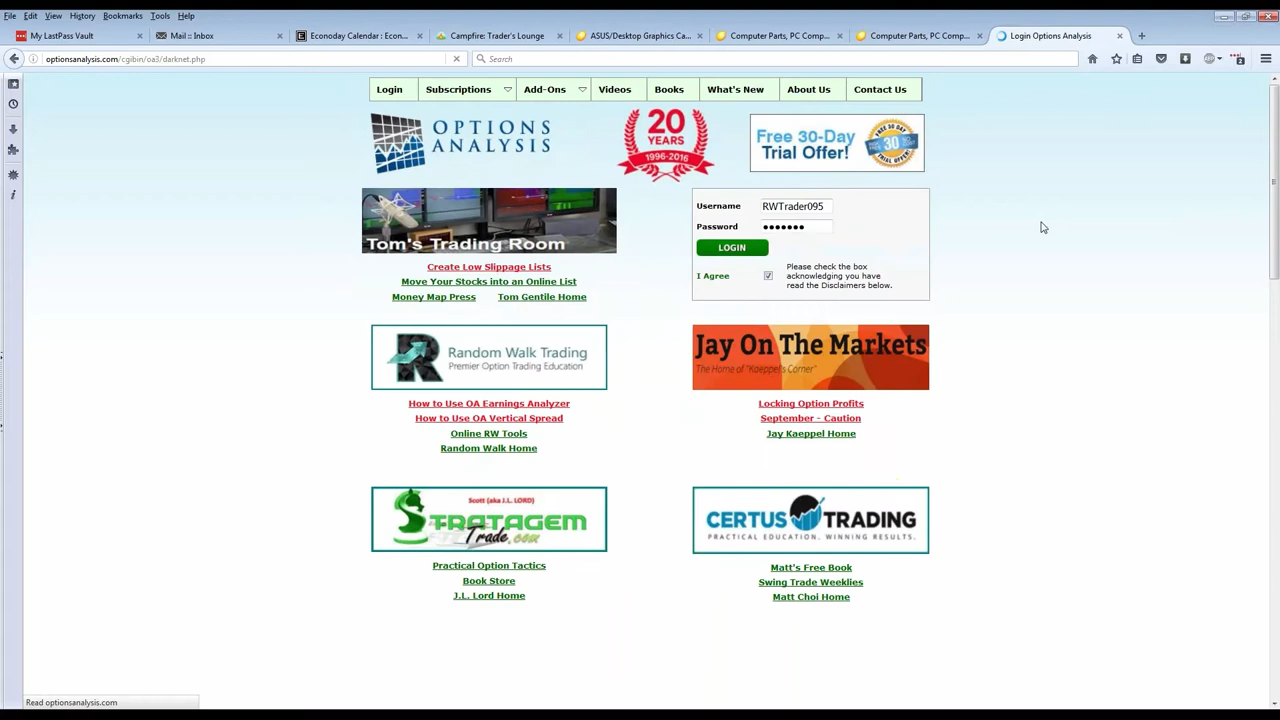 File Edit View History Bookmarks Tools Help
My LastPass Vault
Mail :: Inbox
Econoday Calendar : Econ...
Campfire: Trader's Lounge
ASUS/Desktop Graphics Ca...
Computer Parts, PC Comp...
Computer Parts, PC Comp...
Login Options Analysis
optionsanalysis.com/cgibin/oa3/darknet.php
Search
Login Subscriptions Add-Ons Videos Books What's New About Us Contact Us
OPTIONS
ANALYSIS
20
YEARS
1996-2016
Free 30-Day
Trial Offer!
30
Tom's Trading Room
Create Low Slippage Lists
Move Your Stocks into an Online List
Money Map Press Tom Gentile Home
Username RWTrader095
Password •••••••
LOGIN
I Agree
Please check the box
acknowledging you have
read the Disclaimers below.
Random Walk Trading
Premier Option Trading Education
How to Use OA Earnings Analyzer
How to Use OA Vertical Spread
Online RW Tools
Random Walk Home
Jay On The Markets
The Home of "Kaeppel's Corner"
Locking Option Profits
September - Caution
Jay Kaeppel Home
Scott (aka J.L. LORD)
STRATAGEM
Trade.com
Practical Option Tactics
Book Store
J.L. Lord Home
CERTUS TRADING
PRACTICAL EDUCATION. WINNING RESULTS.
Matt's Free Book
Swing Trade Weeklies
Matt Choi Home
Read optionsanalysis.com